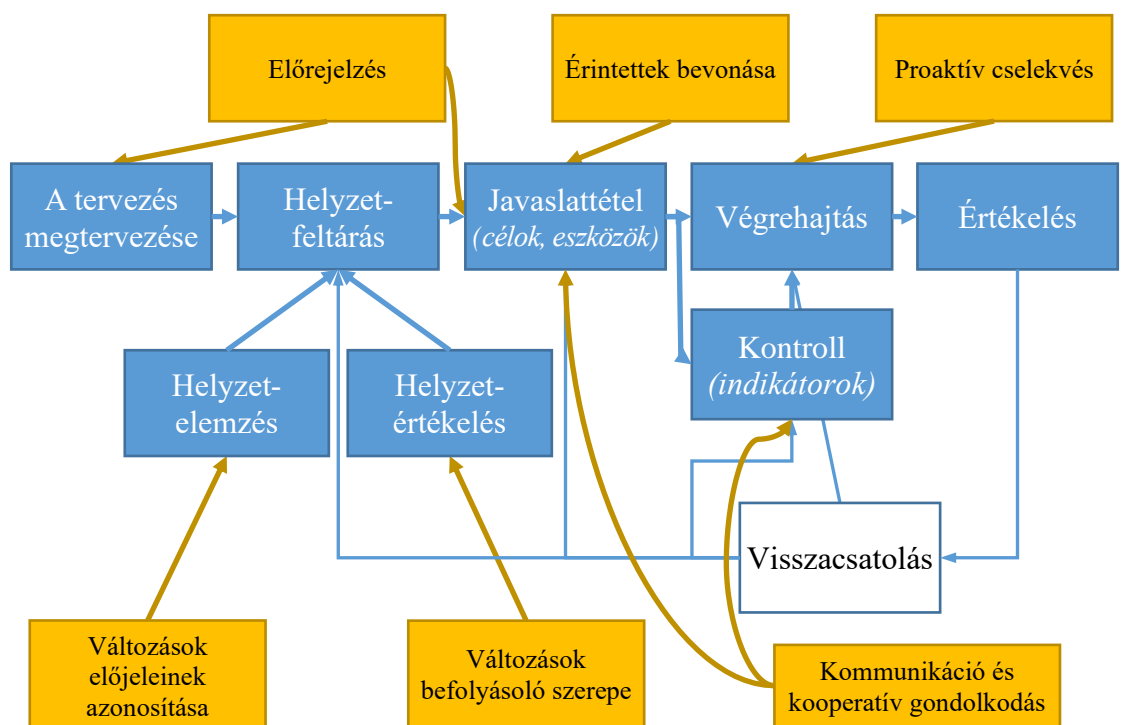 Előrejelzés
Érintettek bevonása
Proaktív cselekvés
A tervezés
megtervezése
Helyzet-
feltárás
Javaslattétel
(célok, eszközök)
Végrehajtás
Értékelés
Helyzet-
elemzés
Helyzet-
értékelés
Kontroll
(indikátorok)
Visszacsatolás
Változások
előjeleinek
azonosítása
Változások
befolyásoló szerepe
Kommunikáció és
kooperatív gondolkodás